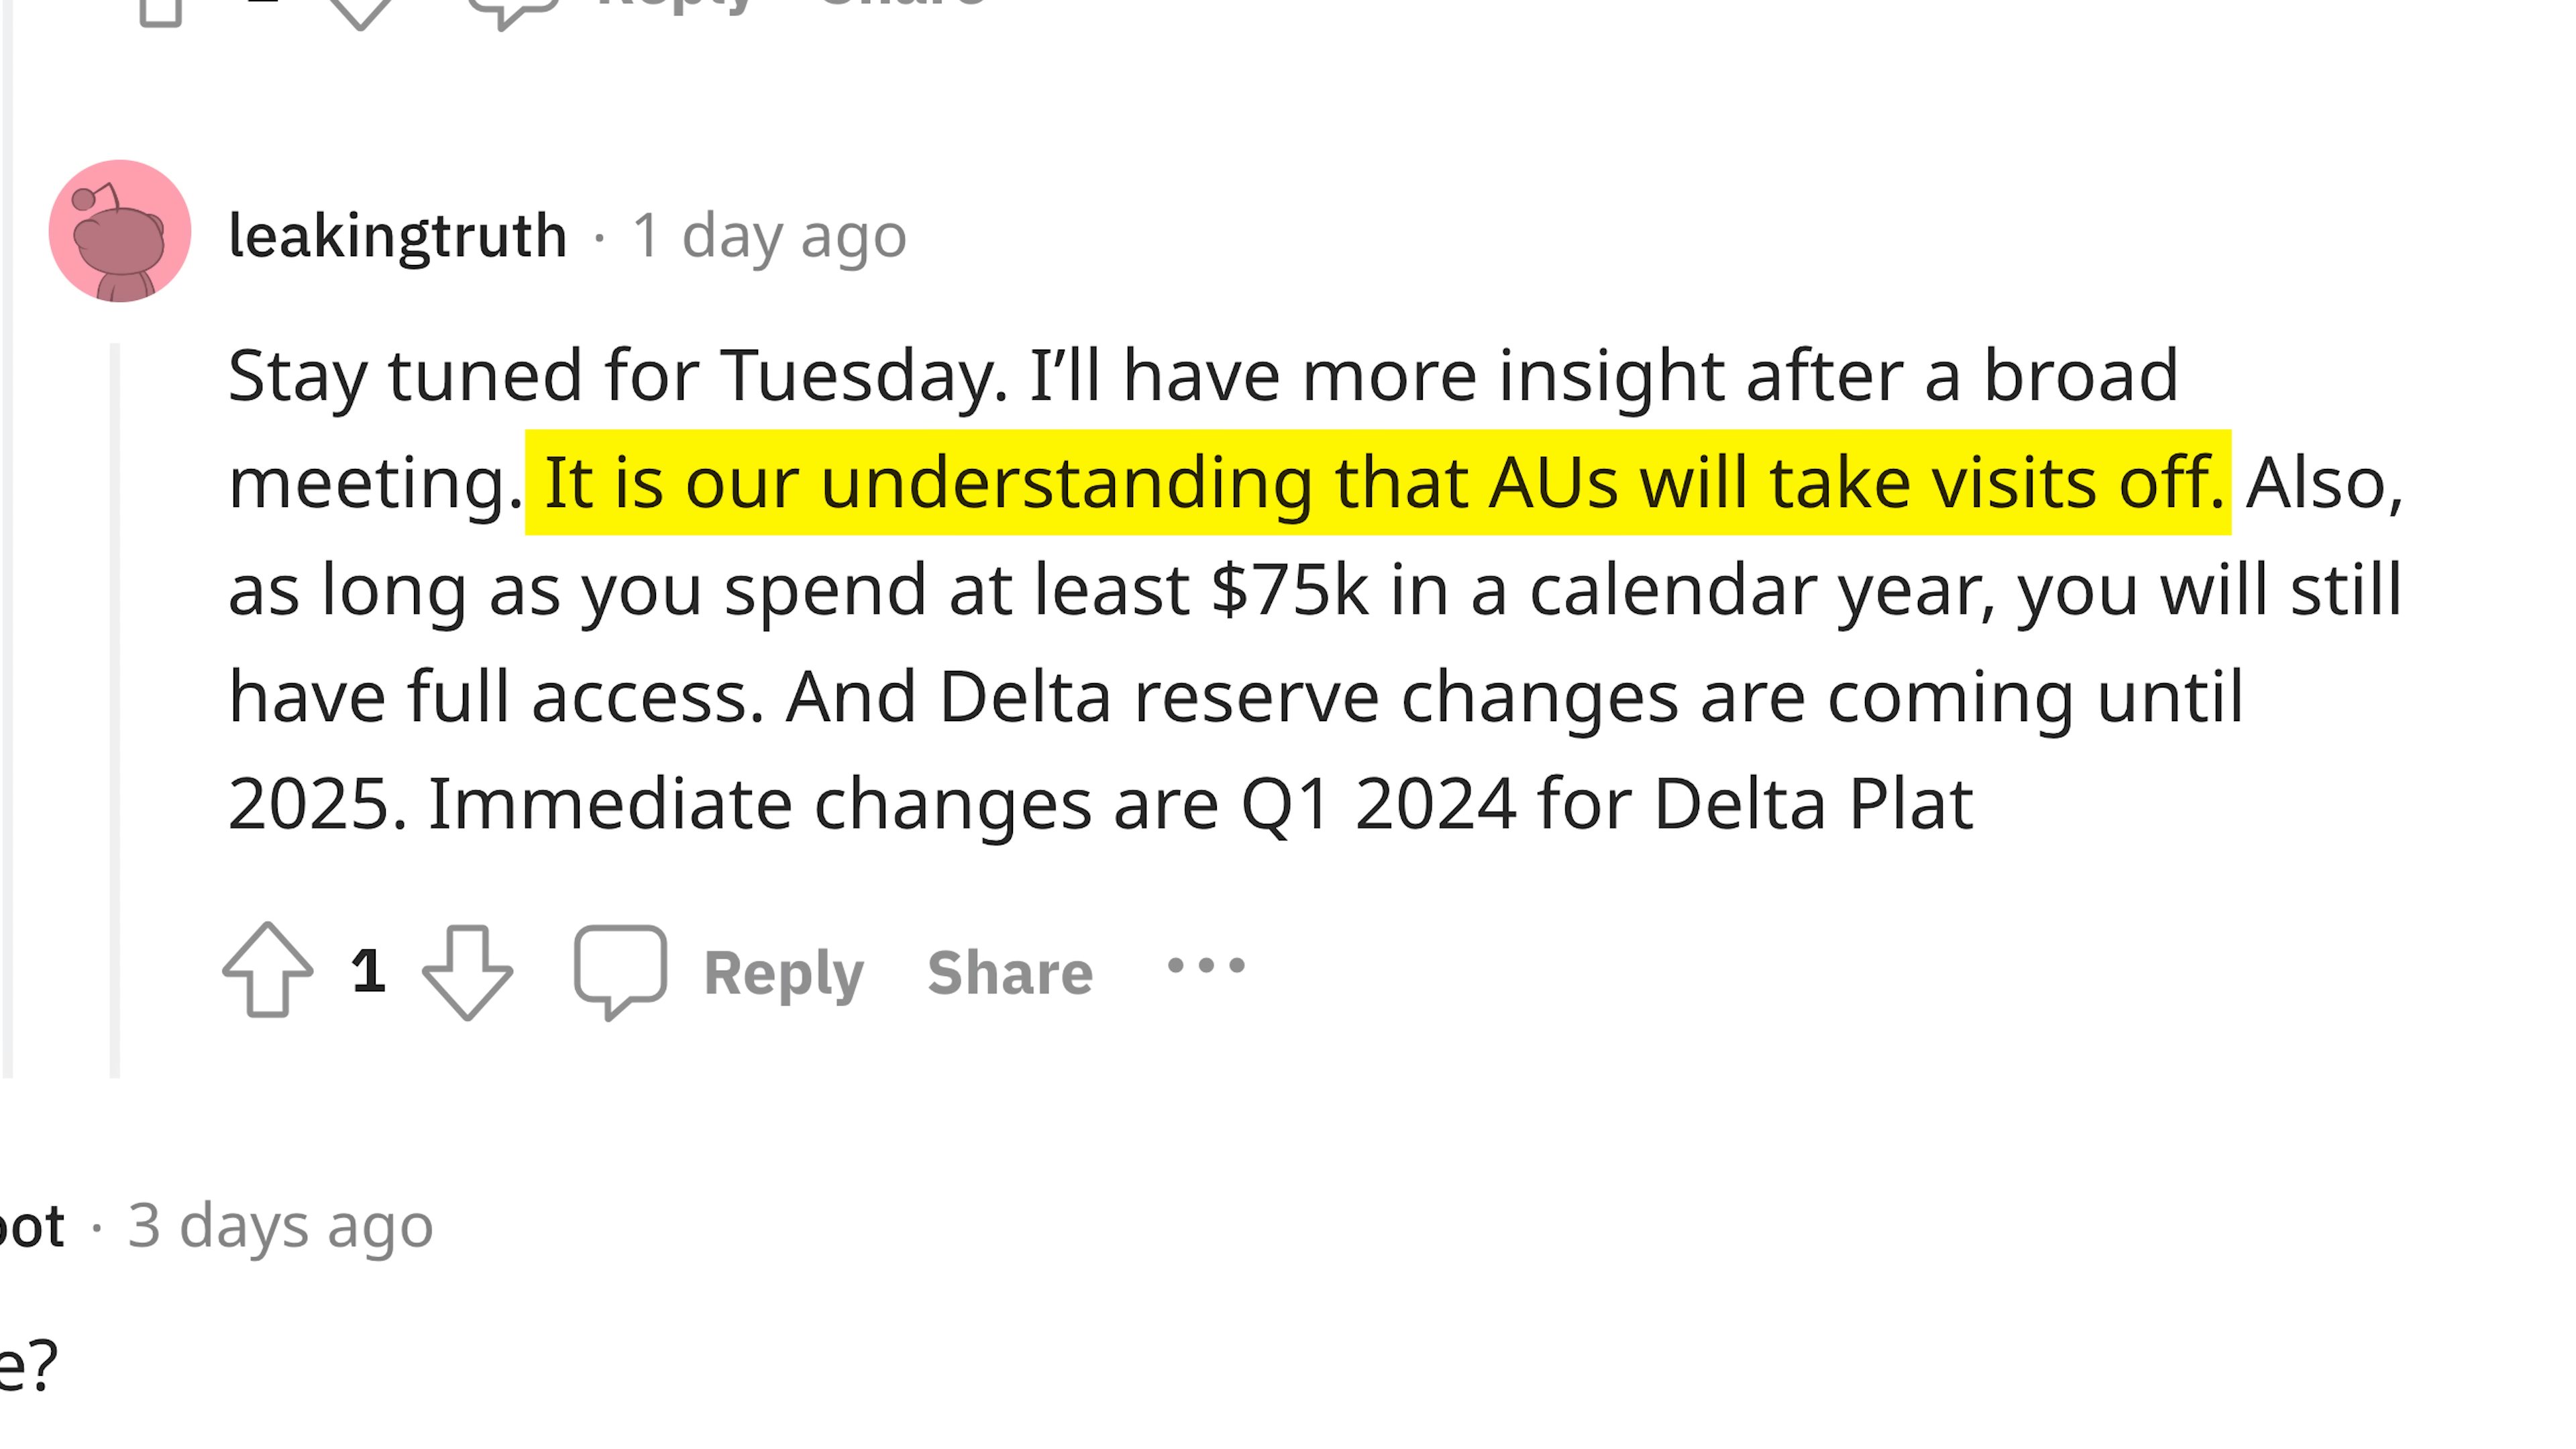 Reply Share
leakingtruth · 1 day ago
Stay tuned for Tuesday. I’ll have more insight after a broad
meeting. It is our understanding that AUs will take visits off. Also,
as long as you spend at least $75k in a calendar year, you will still
have full access. And Delta reserve changes are coming until
2025. Immediate changes are Q1 2024 for Delta Plat
1 Reply Share •••
oot · 3 days ago
e?